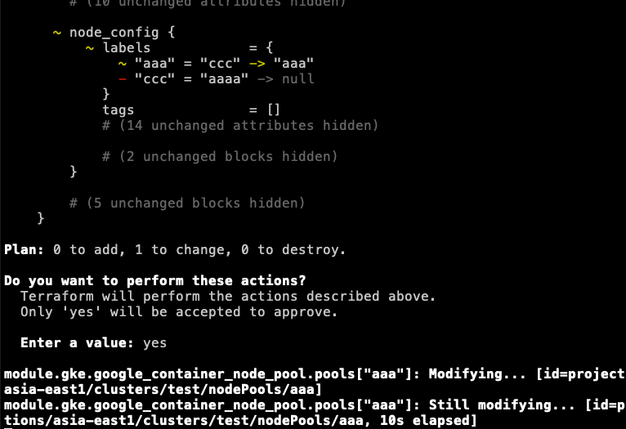 # (10 unchanged attributes hidden)
~ node_config {
~ labels = {
~ "aaa" = "ccc" -> "aaa"
- "ccc" = "aaaa" -> null
}
tags = []
# (14 unchanged attributes hidden)
# (2 unchanged blocks hidden)
}
# (5 unchanged blocks hidden)
}
Plan: 0 to add, 1 to change, 0 to destroy.
Do you want to perform these actions?
Terraform will perform the actions described above.
Only 'yes' will be accepted to approve.
Enter a value: yes
module.gke.google_container_node_pool.pools["aaa"]: Modifying... [id=project
asia-east1/clusters/test/nodePools/aaa]
module.gke.google_container_node_pool.pools["aaa"]: Still modifying... [id=p
tions/asia-east1/clusters/test/nodePools/aaa, 10s elapsed]